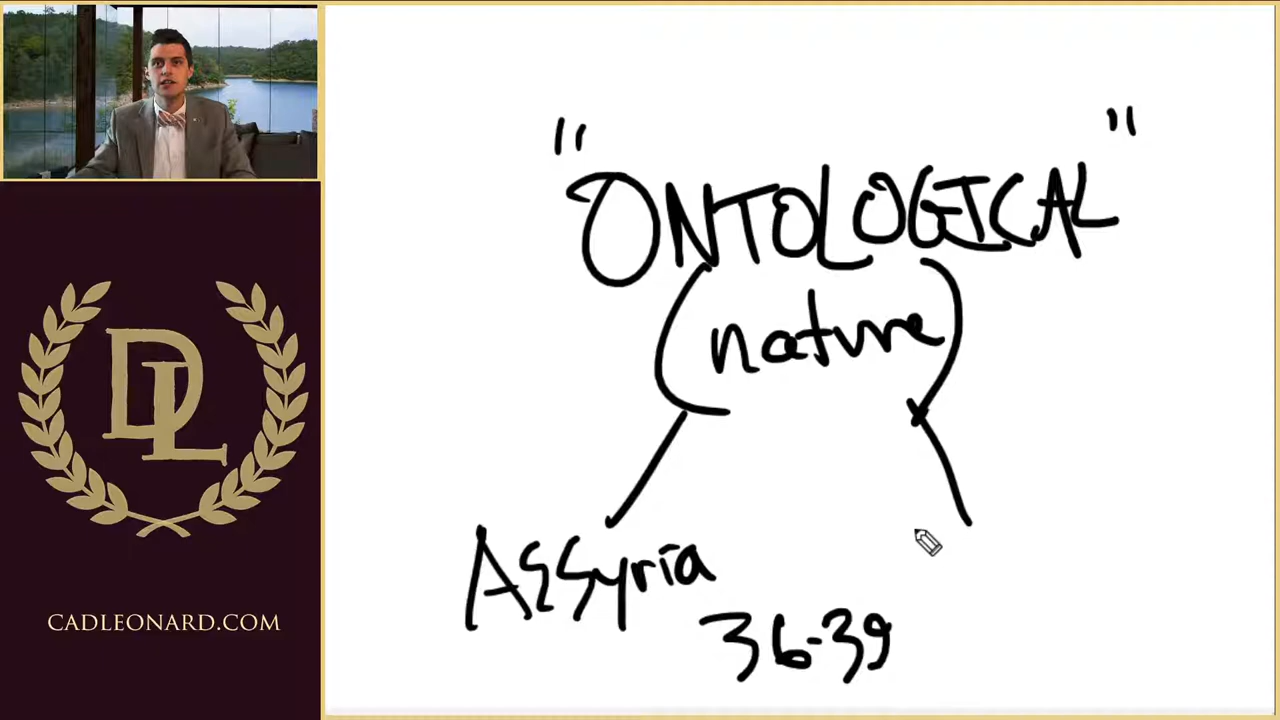 "ONTOLOGICAL"
(nature)
Assyria
36-39
DL
CADLEONARD.COM